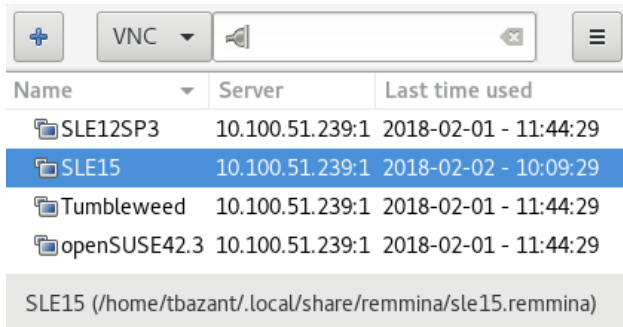 VNC
Name Server Last time used
SLE12SP3 10.100.51.239:1 2018-02-01 - 11:44:29
SLE15 10.100.51.239:1 2018-02-02 - 10:09:29
Tumbleweed 10.100.51.239:1 2018-02-01 - 11:44:29
openSUSE42.3 10.100.51.239:1 2018-02-01 - 11:44:29
SLE15 (/home/tbazant/.local/share/remmina/sle15.remmina)